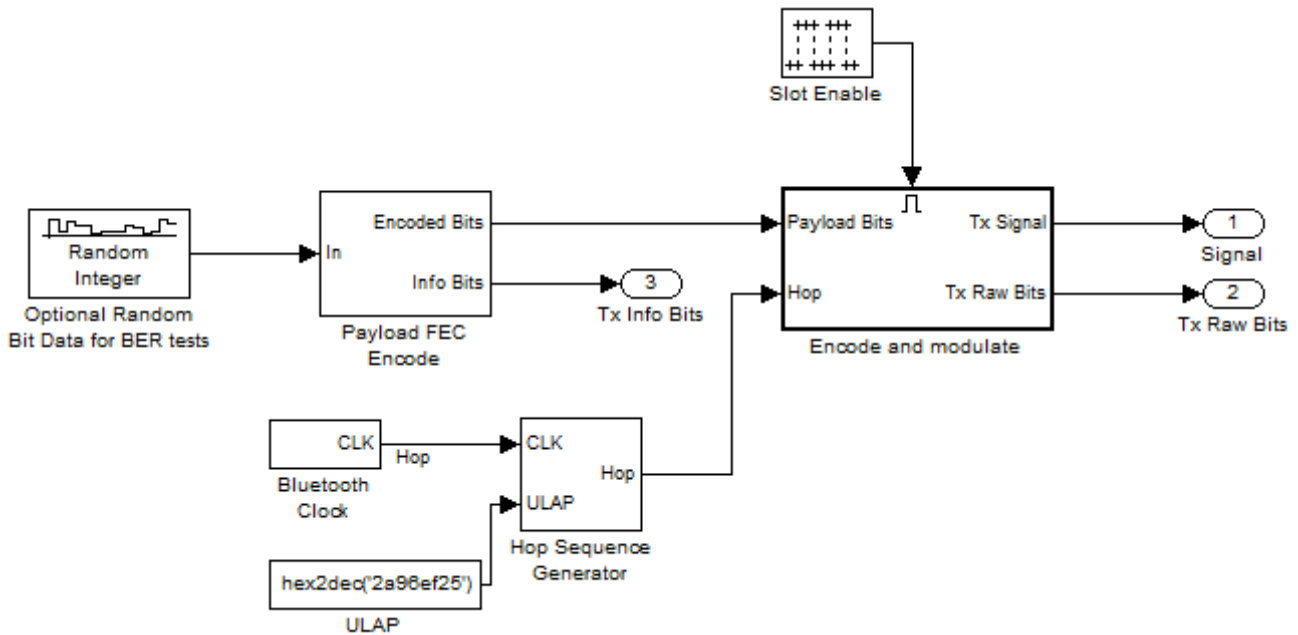 Slot Enable
Random
Integer
Optional Random
Bit Data for BER tests
In
Encoded Bits
Info Bits
Payload FEC
Encode
3
Tx Info Bits
Payload Bits
Hop
Tx Signal
Tx Raw Bits
Encode and modulate
1
Signal
2
Tx Raw Bits
CLK
Hop
Bluetooth
Clock
CLK
ULAP
Hop
Hop Sequence
Generator
hex2dec('2a96ef25')
ULAP